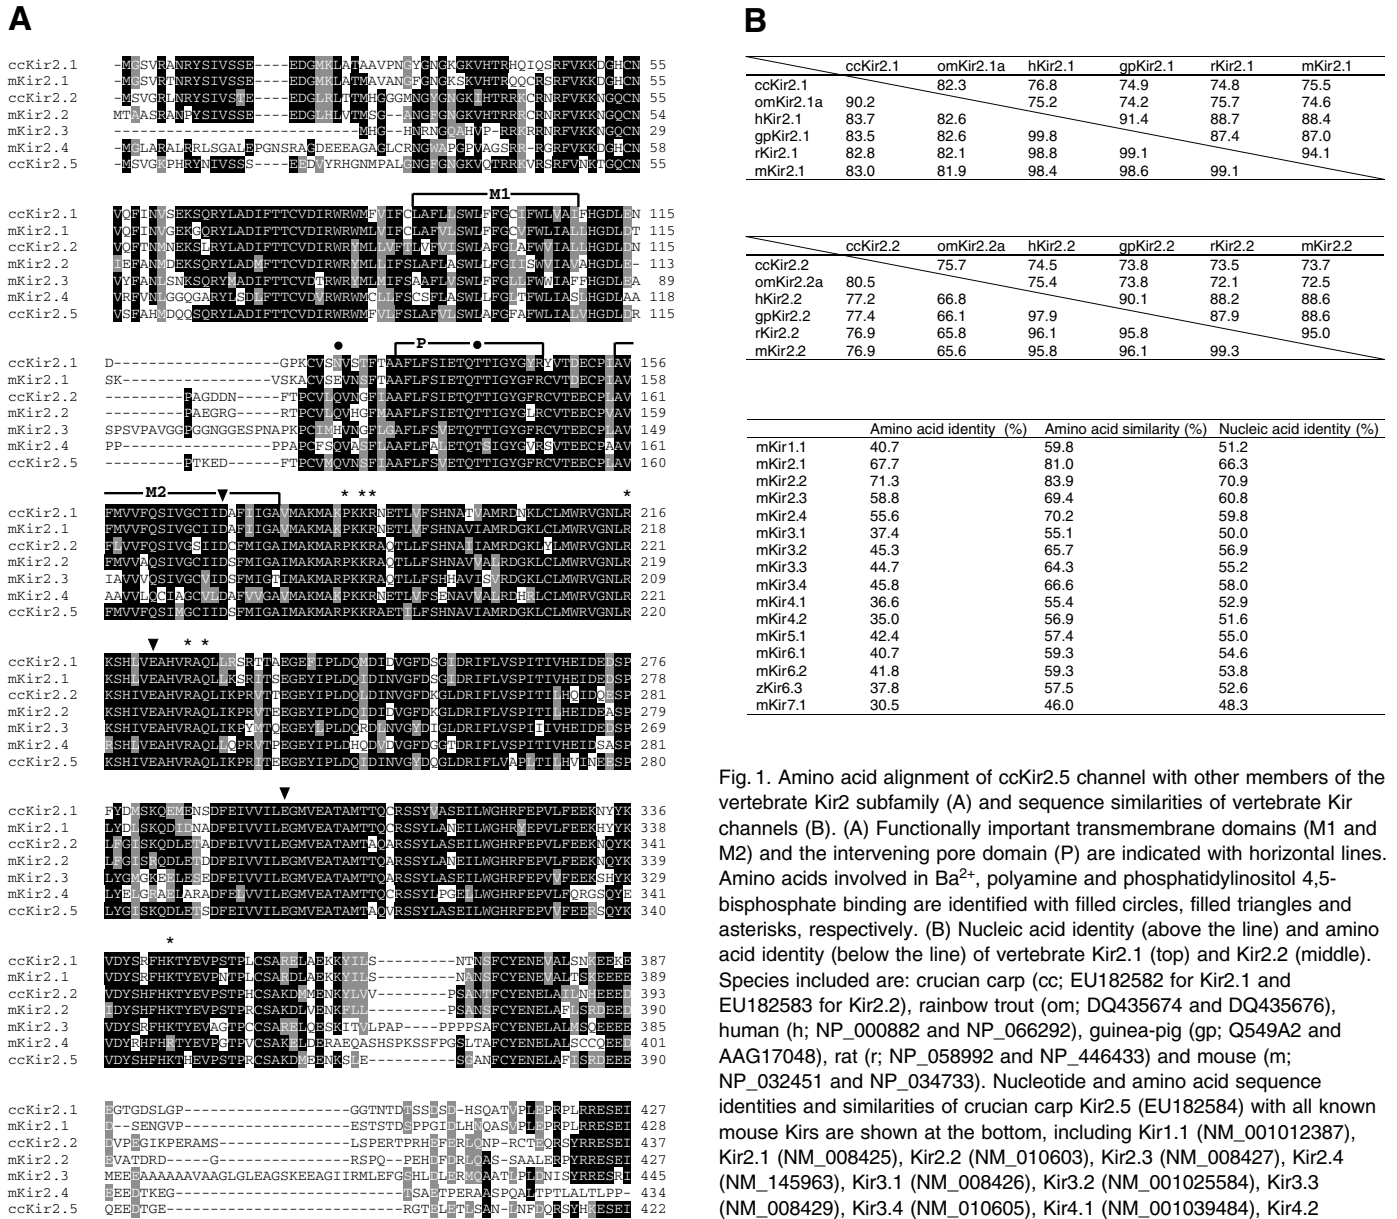 A
ccKir2.1 -MGSVRANRYSIVSSE----EDGMKLATAAVPNGYGNGKGKVHTRHQIQSRFVKKDGHCN 55
mKir2.1 -MGSVRTNRYSIVSSE----EDGMKLATMAVANGFGNGKSKVHTRQQCRSRFVKKDGHCN 55
ccKir2.2 -MSVGRLNRYSIVSTE----EDGLRLTTMHGGGMNGYGNGKIHTRRKCRNRFVKKNGQCN 55
mKir2.2 MTAASRANPYSIVSSE----EDGLHLVTMSG--ANGFGNGKVHTRRRCRNRFVKKNGQCN 54
mKir2.3 --------------------------MHG--HNRNGQAHVP-RRKRRNRFVKKNGQCN 29
mKir2.4 -MGLARALRRLSGALEPGNSRAGDEEEAGAGLCRNGWAPGPVAGSRR-RGRFVKKDGHCN 58
ccKir2.5 -MSVGKPHRYNIVSSS----EEDVYRHGNMPALGNGFGNGKVQTRRKVRSRFVNKTGQCN 55
M1
ccKir2.1 VQFINVSEKSQRYLADIFTTCVDIRWRWMFVIFCLAFLLSWLFFGCIFWLVAIFHGDLEN 115
mKir2.1 VQFINVGEKGQRYLADIFTTCVDIRWRWMLVIFCLAFVLSWLFFGCVFWLIALLHGDLDT 115
ccKir2.2 VQFTNMNEKSLRYLADIFTTCVDIRWRYMLLVFTLVFVISWLAFGLAFWVIALLHGDLDN 115
mKir2.2 IEFANMDEKSQRYLADMFTTCVDIRWRYMLLIFSLAFLASWLLFGIISWVIAVAHGDLE- 113
mKir2.3 VYFANLSNKSQRYMADIFTTCVDTRWRYMLMIFSAAFLVSWLFFGLLFWWIAFFHGDLEA 89
mKir2.4 VRFVNLGGQGARYLSDLFTTCVDVRWRWMCLLFSCSFLASWLLFGLTFWLIASLHGDLAA 118
ccKir2.5 VSFAHMDQQSQRYLADIFTTCVDIRWRWMFVLFSLAFVLSWLAFGFAFWLIALVHGDLDR 115
● P ●
ccKir2.1 D------------------GPKCVSNVSTFTAAFLFSIETQTTIGYGYRYVTDECPIAV 156
mKir2.1 SK-----------------VSKACVSEVNSFTAAFLFSIETQTTIGYGFRCVTDECPIAV 158
ccKir2.2 ---------PAGDDN-----FTPCVLQVNGFIAAFLFSIETQTTIGYGFRCVTEECPLAV 161
mKir2.2 ---------PAEGRG-----RTPCVLQVHGFMAAFLFSIETQTTIGYGLRCVTEECPVAV 159
mKir2.3 SPSVPAVGGPGGNGGESPNAPKPCIMHVNGFLGAFLFSVETQTTIGYGFRCVTEECPLAV 149
mKir2.4 PP----------------PPAPCFSQVASFLAAFLFALETQTSIGYGVRSVTEECPAAV 161
ccKir2.5 ---------PTKED------FTPCVMQVNSFIAAFLFSVETQTTIGYGFRCVTEECPLAV 160
M2 ▼ * ** *
ccKir2.1 FMVVFQSIVGCIIDAFIIGAVMAKMAKPKKRNETLVFSHNATVAMRDNKLCLMWRVGNLR 216
mKir2.1 FMVVFQSIVGCIIDAFIIGAVMAKMAKPKKRNETLVFSHNAVIAMRDGKLCLMWRVGNLR 218
ccKir2.2 FLVVFQSIVGSIIDCFMIGAIMAKMARPKKRAQTLLFSHNAIIAMRDGKLYLMWRVGNLR 221
mKir2.2 FMVVAQSIVGCIIDSFMIGAIMAKMARPKKRAQTLLFSHNAVVALRDGKLCLMWRVGNLR 219
mKir2.3 IAVVVQSIVGCVIDSFMIGTIMAKMARPKKRAQTLLFSHHAVISVRDGKLCLMWRVGNLR 209
mKir2.4 AAVVLQCIAGCVLDAFVVGAVMAKMAKPKKRNETLVFSENAVVALRDHRLCLMWRVGNLR 221
ccKir2.5 FMVVFQSIMGCIIDSFMIGAIMAKMARPKKRAETILFSHNAVIAMRDGKLCLMWRVGNLR 220
▼ * *
ccKir2.1 KSHLVEAHVRAQLLRSRTTAEGEFIPLDQMDIDVGFDSGIDRIFLVSPITIVHEIDEDSP 276
mKir2.1 KSHLVEAHVRAQLLKSRITSEGEYIPLDQIDINVGFDSGIDRIFLVSPITIVHEIDEDSP 278
ccKir2.2 KSHIVEAHVRAQLIKPRVTTEGEYLPLDQTDIDVGFDKGLDRIFLVSPITILHQIDQESP 281
mKir2.2 KSHIVEAHVRAQLIKPRVTEEGEYIPLDQIDIDVGFDKGLDRIFLVSPITILHEIDEASP 279
mKir2.3 KSHIVEAHVRAQLIKPYMTQEGEYLPLDQRDLNVGYDIGLDRIFLVSPIIIVHEIDEDSP 269
mKir2.4 RSHLVEAHVRAQLLQPRVTPEGEYIPLDHQDVDVGFDGGTDRIFLVSPITIVHEIDSASP 281
ccKir2.5 KSHIVEAHVRAQLIKPRITEEGEYIPLDQIDINVGYDQGLDRIFLVAPLTILHVINEESP 280
▼
ccKir2.1 FYDMSKQEMENSDFEIVVILEGMVEATAMTTQCRSSYVASEILWGHRFEPVLFEEKNYYK 336
mKir2.1 LYDLSKQDIDNADFEIVVILEGMVEATAMTTQCRSSYLANEILWGHRYEPVLFEEKHYYK 338
ccKir2.2 LFGISKQDLETADFEIVVILEGMVEATAMTAQARSSYLASEILWGHRFEPVLFEEKNQYK 341
mKir2.2 LFGISRQDLETDDFEIVVILEGMVEATAMTTQARSSYLANEILWGHRFEPVLFEEKNQYK 339
mKir2.3 LYGMGKEELESEDFEIVVILEGMVEATAMTTQARSSYLASEILWGHRFEPVVFEEKSHYK 329
mKir2.4 LYELGRAELARADFELVVILEGMVEATAMTTQCRSSYLPGELLWGHRFEPVLFQRGSQYE 341
ccKir2.5 LYGISKQDLETSDFEIVVILEGMVEATAMTAQVRSSYLASEILWGHRFEPVVFEERSQYK 340
*
ccKir2.1 VDYSRFHKTYEVPSTPLCSARELAEKKYILS---------NTNSFCYENEVALSNKEEKE 387
mKir2.1 VDYSRFHKTYEVPNTPLCSARDLAEKKYILS---------NANSFCYENEVALTSKEEEE 389
ccKir2.2 VDYSHFHKTYEVPSTPHCSAKDMMENKYLVV---------PSANTFCYENELAILNHEEED 393
mKir2.2 IDYSHFHKTYEVPSTPRCSAKDLVENKFLL----------PSANSFCYENELAFLSRDEED 390
mKir2.3 VDYSRFHKTYEVAGTPCCSARELQESKITVLPAP-----PPPPSAFCYENELALMSQEEEE 385
mKir2.4 VDYRHFHRTYEVPGTPVCSAKELDERAEQASHSPKSSFPGSLTAFCYENELALSCCQEED 401
ccKir2.5 VDYSHFHKTHEVPSTPRCSAKDMEENKSLE----------SGANFCYENELAFISRDEEE 390
ccKir2.1 EGTGDSLGP------------------GGTNTDTSSDSD-HSQATVPLEPRPLRRESEI 427
mKir2.1 D--SENGVP------------------ESTSTDSPPGIDLHNQASVPLEPRPLRRESEI 428
ccKir2.2 DVPEGIKPERAMS--------------LSPERTPRHEFDRLQNP-RCTEQRSYRRESEI 437
mKir2.2 EVATDRD----G---------------RSPQ--PEHDFDRLQAS-SAALERPYRRESEI 427
mKir2.3 MEEEAAAAAVAAGLGLEAGSKEEAGIIRMLEFGSHLDLERMQAATLPLDNISYRRESRI 445
mKir2.4 EEEDTKEG-------------------TSAETPERAASPQALTPTLALTLPP- 434
ccKir2.5 QEEDTGE--------------------RGTELETLSAN-LNFDQRSYHKESEI 422
B
ccKir2.1 omKir2.1a hKir2.1 gpKir2.1 rKir2.1 mKir2.1
ccKir2.1 82.3 76.8 74.9 74.8 75.5
omKir2.1a 90.2 75.2 74.2 75.7 74.6
hKir2.1 83.7 82.6 91.4 88.7 88.4
gpKir2.1 83.5 82.6 99.8 87.4 87.0
rKir2.1 82.8 82.1 98.8 99.1 94.1
mKir2.1 83.0 81.9 98.4 98.6 99.1
ccKir2.2 omKir2.2a hKir2.2 gpKir2.2 rKir2.2 mKir2.2
ccKir2.2 75.7 74.5 73.8 73.5 73.7
omKir2.2a 80.5 75.4 73.8 72.1 72.5
hKir2.2 77.2 66.8 90.1 88.2 88.6
gpKir2.2 77.4 66.1 97.9 87.9 88.6
rKir2.2 76.9 65.8 96.1 95.8 95.0
mKir2.2 76.9 65.6 95.8 96.1 99.3
Amino acid identity (%) Amino acid similarity (%) Nucleic acid identity (%)
mKir1.1 40.7 59.8 51.2
mKir2.1 67.7 81.0 66.3
mKir2.2 71.3 83.9 70.9
mKir2.3 58.8 69.4 60.8
mKir2.4 55.6 70.2 59.8
mKir3.1 37.4 55.1 50.0
mKir3.2 45.3 65.7 56.9
mKir3.3 44.7 64.3 55.2
mKir3.4 45.8 66.6 58.0
mKir4.1 36.6 55.4 52.9
mKir4.2 35.0 56.9 51.6
mKir5.1 42.4 57.4 55.0
mKir6.1 40.7 59.3 54.6
mKir6.2 41.8 59.3 53.8
zKir6.3 37.8 57.5 52.6
mKir7.1 30.5 46.0 48.3
Fig. 1. Amino acid alignment of ccKir2.5 channel with other members of the
vertebrate Kir2 subfamily (A) and sequence similarities of vertebrate Kir
channels (B). (A) Functionally important transmembrane domains (M1 and
M2) and the intervening pore domain (P) are indicated with horizontal lines.
Amino acids involved in Ba2+, polyamine and phosphatidylinositol 4,5-
bisphosphate binding are identified with filled circles, filled triangles and
asterisks, respectively. (B) Nucleic acid identity (above the line) and amino
acid identity (below the line) of vertebrate Kir2.1 (top) and Kir2.2 (middle).
Species included are: crucian carp (cc; EU182582 for Kir2.1 and
EU182583 for Kir2.2), rainbow trout (om; DQ435674 and DQ435676),
human (h; NP_000882 and NP_066292), guinea-pig (gp; Q549A2 and
AAG17048), rat (r; NP_058992 and NP_446433) and mouse (m;
NP_032451 and NP_034733). Nucleotide and amino acid sequence
identities and similarities of crucian carp Kir2.5 (EU182584) with all known
mouse Kirs are shown at the bottom, including Kir1.1 (NM_001012387),
Kir2.1 (NM_008425), Kir2.2 (NM_010603), Kir2.3 (NM_008427), Kir2.4
(NM_145963), Kir3.1 (NM_008426), Kir3.2 (NM_001025584), Kir3.3
(NM_008429), Kir3.4 (NM_010605), Kir4.1 (NM_001039484), Kir4.2